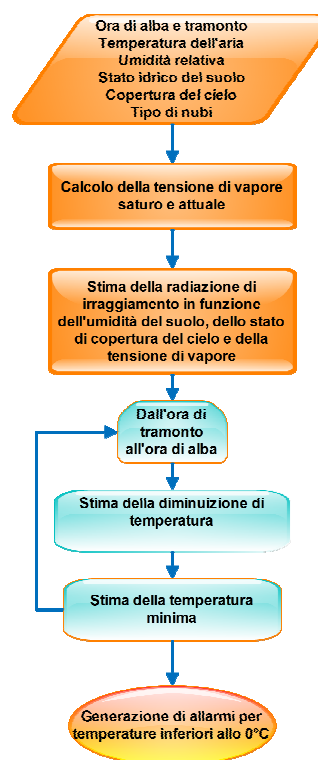 Ora di alba e tramonto
Temperatura dell'aria
Umidità relativa
Stato idrico del suolo
Copertura del cielo
Tipo di nubi
Calcolo della tensione di vapore
saturo e attuale
Stima della radiazione di
irraggiamento in funzione
dell'umidità del suolo, dello stato
di copertura del cielo e della
tensione di vapore
Dall'ora di
tramonto
all'ora di alba
Stima della diminuizione di
temperatura
Stima della temperatura
minima
Generazione di allarmi per
temperature inferiori allo 0°C